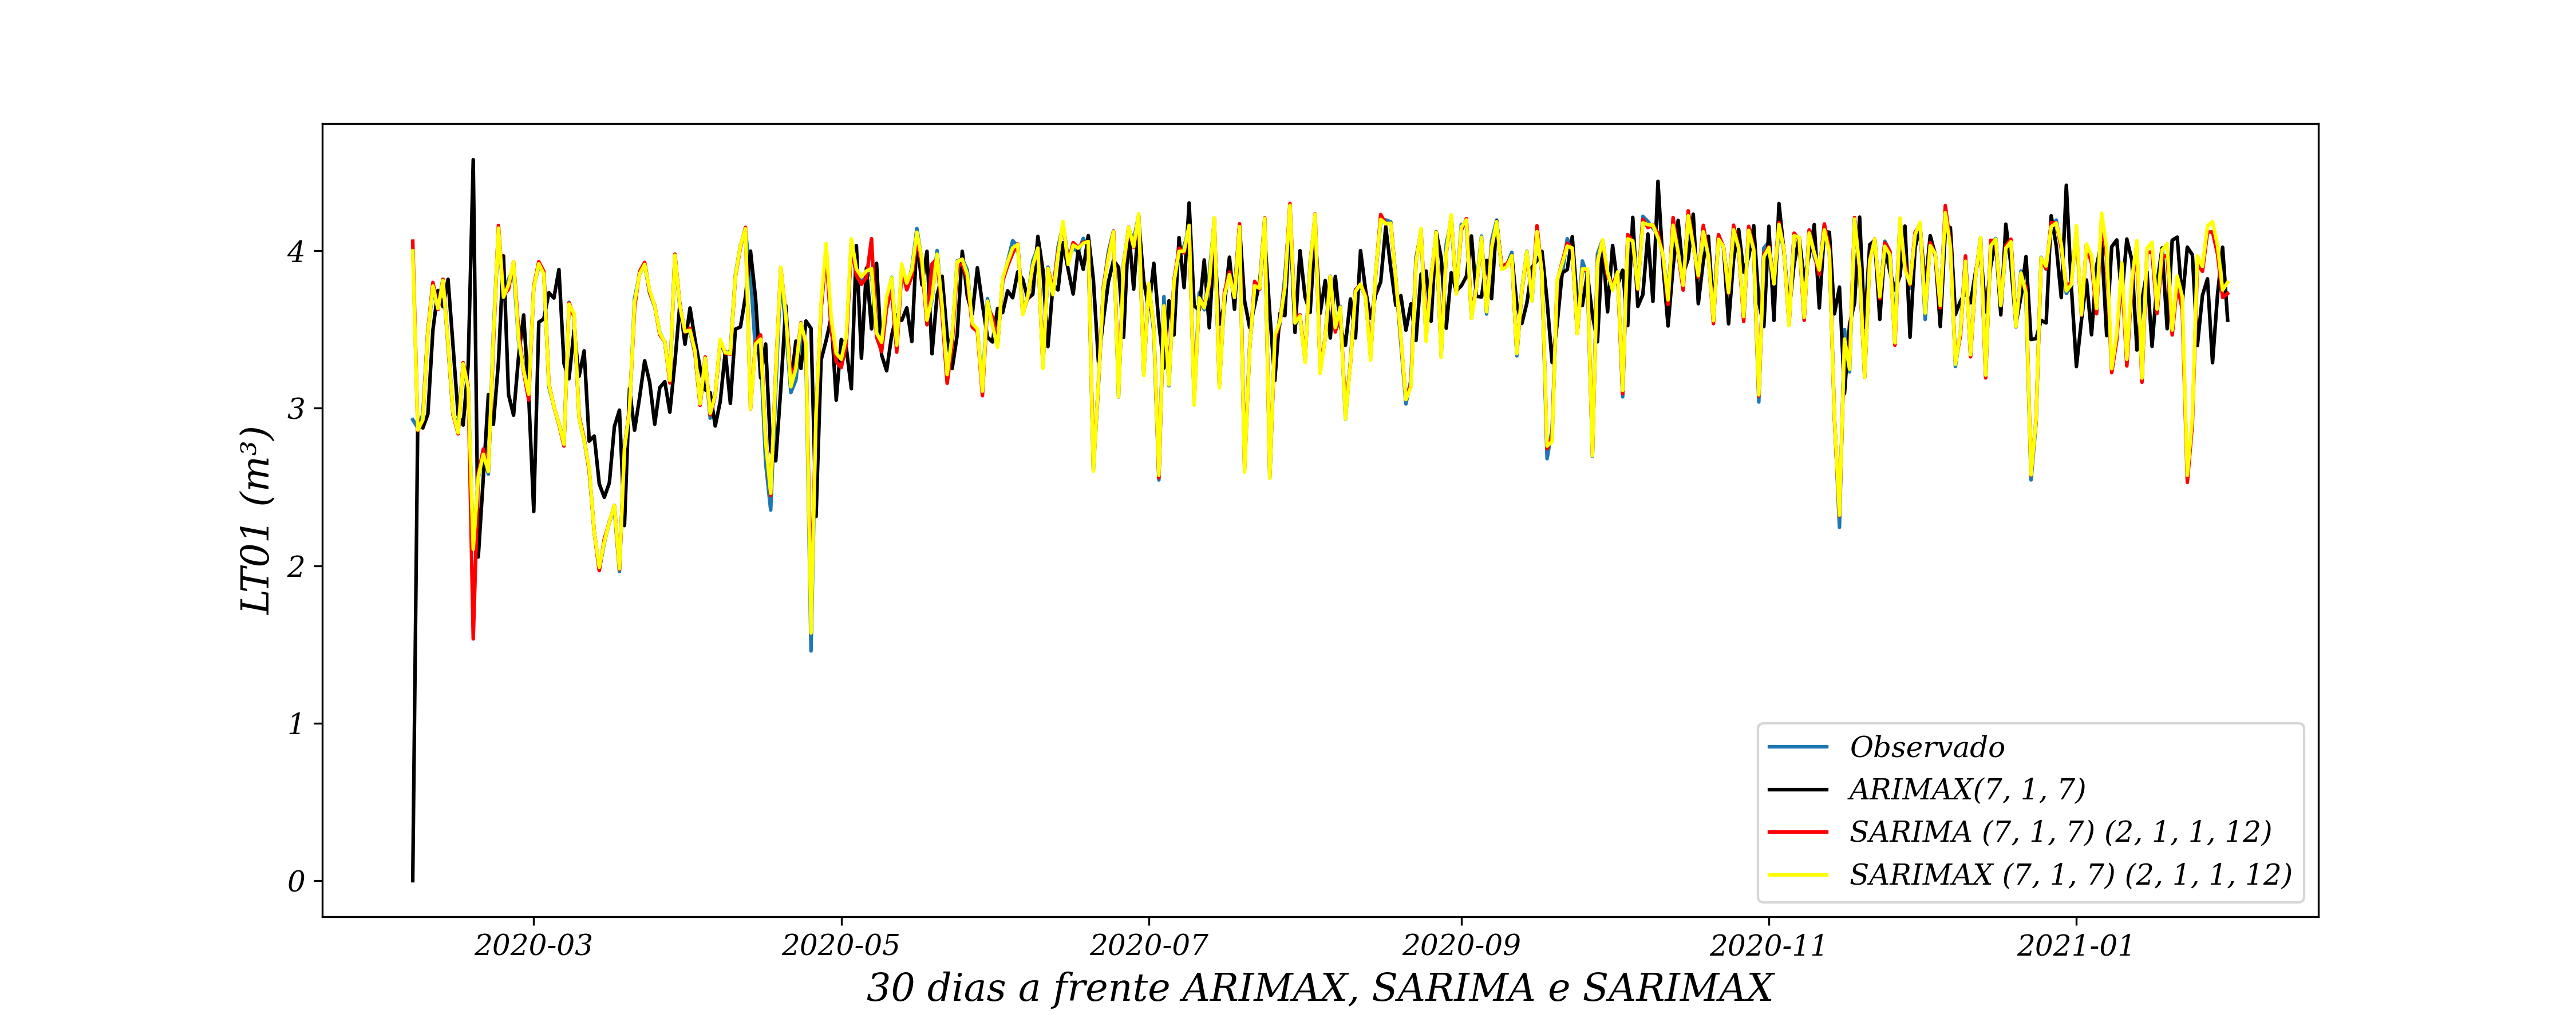 LT01 (m³)
4
3
2
1
0
Observado
ARIMAX(7, 1, 7)
SARIMA (7, 1, 7) (2, 1, 1, 12)
SARIMAX (7, 1, 7) (2, 1, 1, 12)
2020-03 2020-05 2020-07 2020-09 2020-11 2021-01
30 dias a frente ARIMAX, SARIMA e SARIMAX